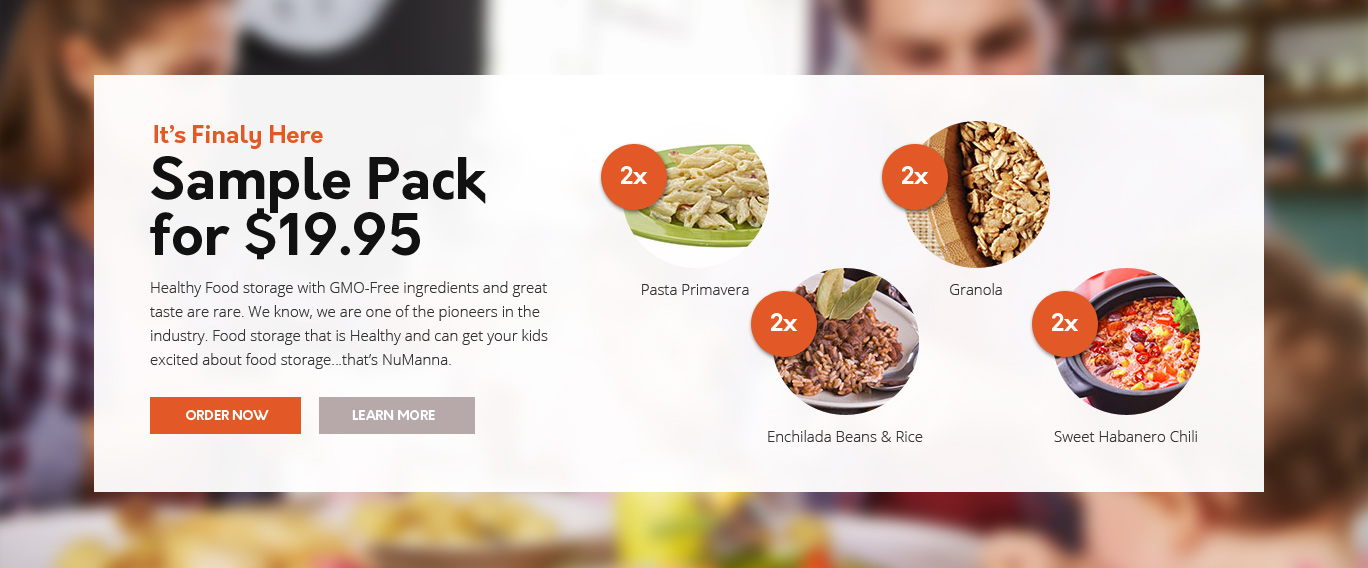 It's Finaly Here
Sample Pack
for $19.95
Healthy Food storage with GMO-Free ingredients and great
taste are rare. We know, we are one of the pioneers in the
industry. Food storage that is Healthy and can get your kids
excited about food storage...that's NuManna.
ORDER NOW
LEARN MORE
2x
Pasta Primavera
2x
Granola
2x
Enchilada Beans & Rice
2x
Sweet Habanero Chili